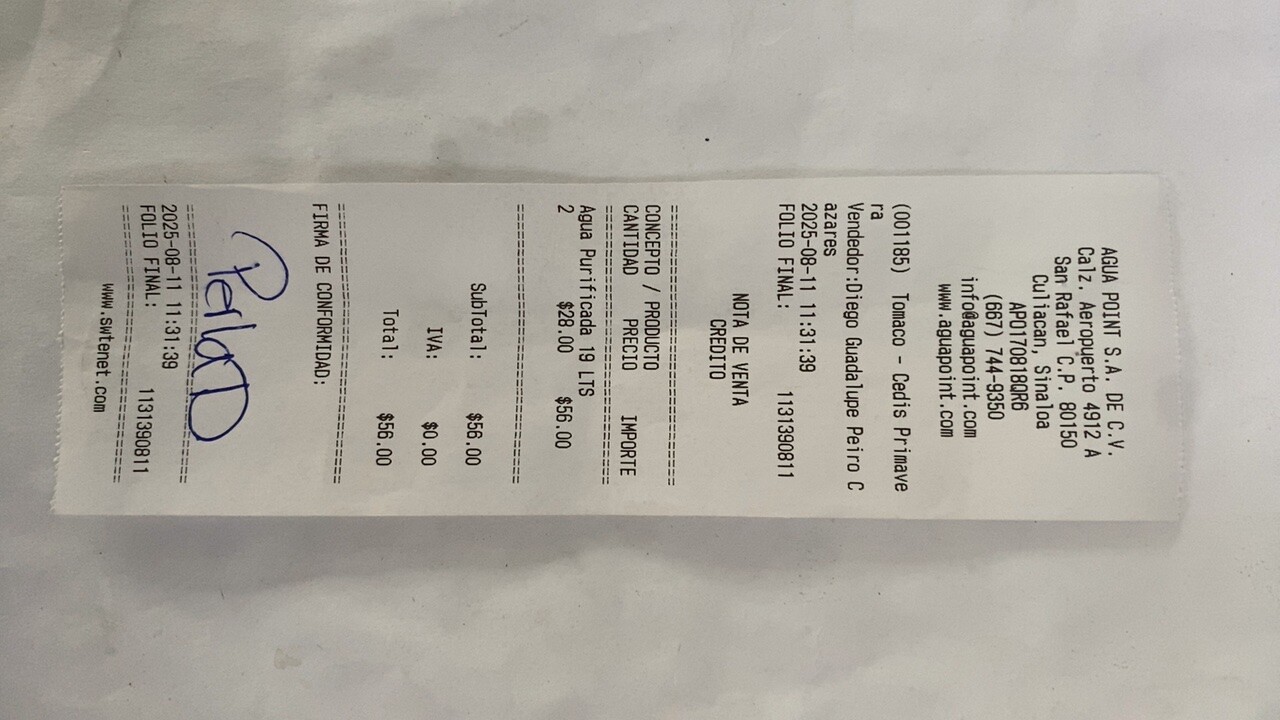 AGUA POINT S.A. DE C.V.
Calz. Aeropuerto 4912 A
San Rafael C.P. 80150
Culiacan, Sinaloa
APO170818QR6
(667) 744-9350
info@aguapoint.com
www.aguapoint.com
(001185) Tomaco - Cedis Primave
ra
Vendedor:Diego Guadalupe Peiro C
azares
2025-08-11 11:31:39
FOLIO FINAL: 1131390811
NOTA DE VENTA
CREDITO
CONCEPTO / PRODUCTO
CANTIDAD PRECIO IMPORTE
Agua Purificada 19 LTS
2 $28.00 $56.00
SubTotal: $56.00
IVA: $0.00
Total: $56.00
FIRMA DE CONFORMIDAD:
Perla D
2025-08-11 11:31:39
FOLIO FINAL: 1131390811
www.swtenet.com